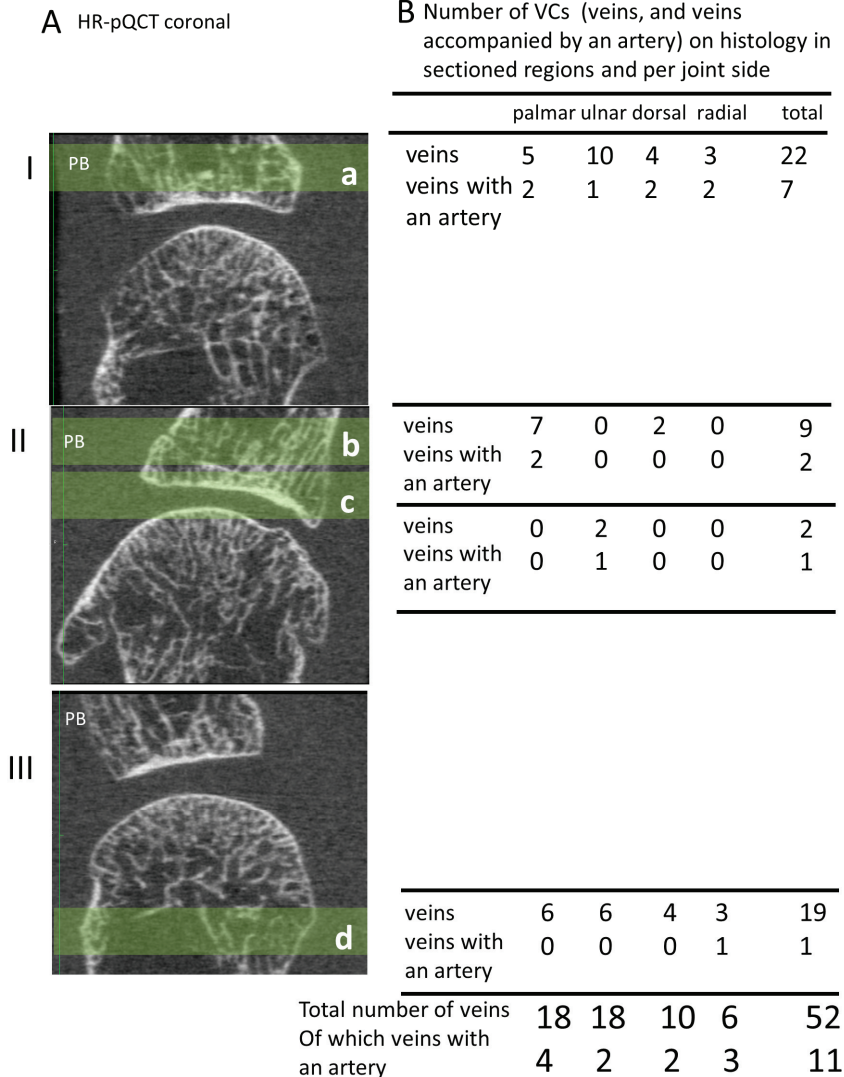 A HR-pQCT coronal
B Number of VCs (veins, and veins
accompanied by an artery) on histology in
sectioned regions and per joint side
palmar ulnar dorsal radial total
I
PB
a
veins 5 10 4 3 22
veins with 2 1 2 2 7
an artery
II
PB
b
c
veins 7 0 2 0 9
veins with 2 0 0 0 2
an artery
veins 0 2 0 0 2
veins with 0 1 0 0 1
an artery
III
PB
d
veins 6 6 4 3 19
veins with 0 0 0 1 1
an artery
Total number of veins 18 18 10 6 52
Of which veins with
an artery 4 2 2 3 11